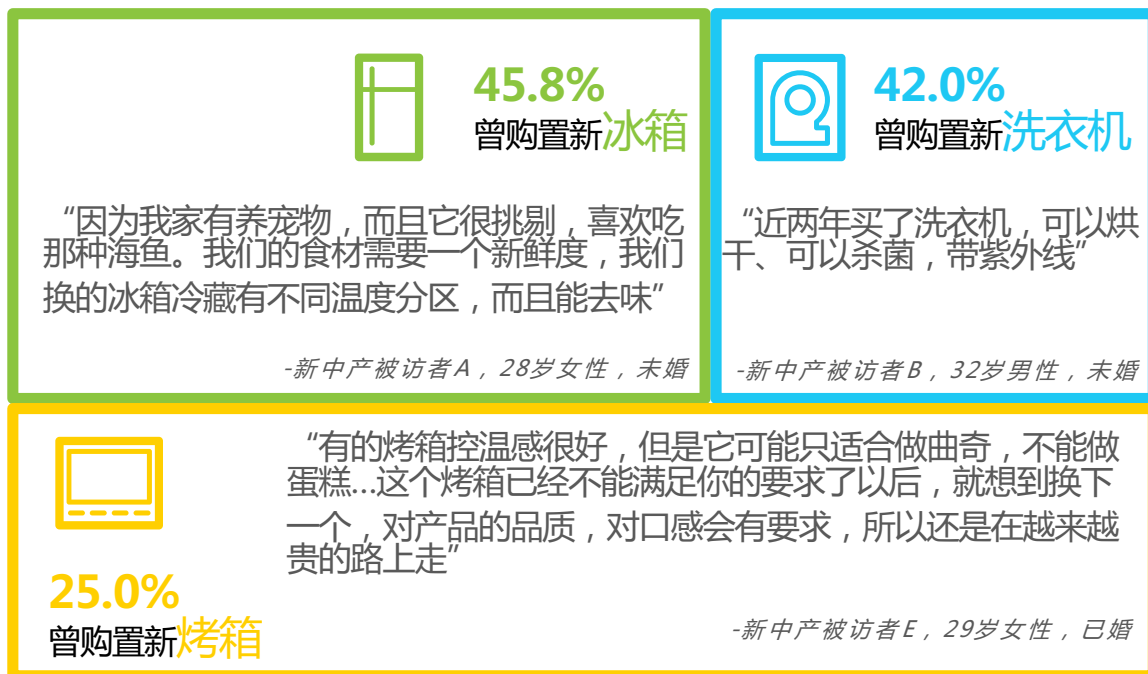 45.8%
曾购置新冰箱
“因为我家有养宠物，而且它很挑剔，喜欢吃
那种海鱼。我们的食材需要一个新鲜度，我们
换的冰箱冷藏有不同温度分区，而且能去味”
-新中产被访者A，28岁女性，未婚
42.0%
曾购置新洗衣机
“近两年买了洗衣机，可以烘
干、可以杀菌，带紫外线”
-新中产被访者B，32岁男性，未婚
25.0%
曾购置新烤箱
“有的烤箱控温感很好，但是它可能只适合做曲奇，不能做
蛋糕…这个烤箱已经不能满足你的要求了以后，就想到换下
一个，对产品的品质，对口感会有要求，所以还是在越来越
贵的路上走”
-新中产被访者E，29岁女性，已婚